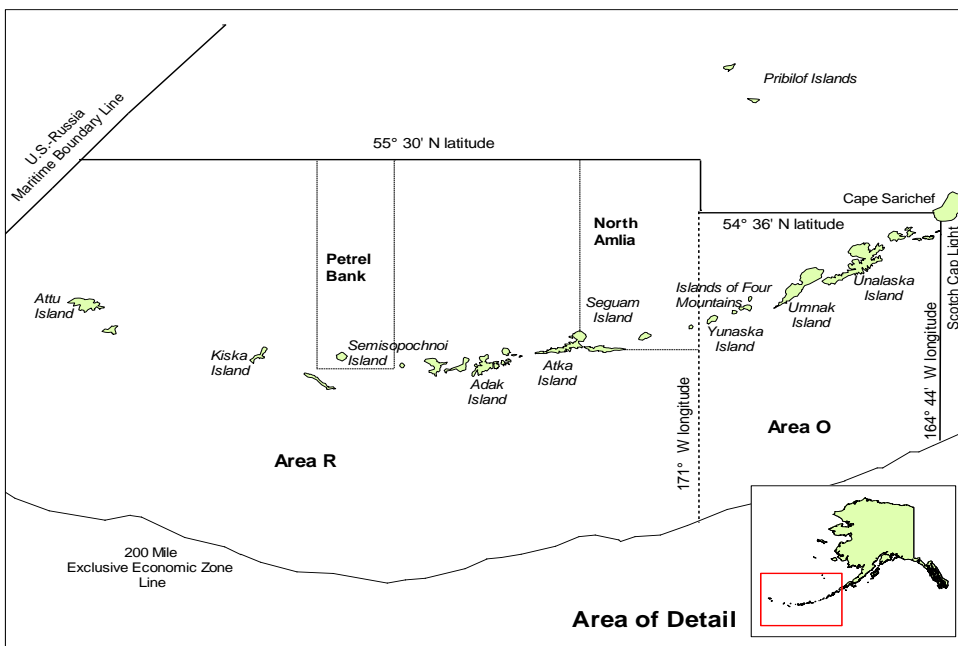 U.S.-Russia
Maritime Boundary Line
Pribilof Islands
55° 30' N latitude
Cape Sarichef
54° 36' N latitude
Scotch Cap Light
North
Amlia
Petrel
Bank
Attu
Island
Kiska
Island
Semisopochnoi
Island
Adak
Island
Atka
Island
Seguam
Island
Islands of Four
Mountains
Yunaska
Island
Umnak
Island
Unalaska
Island
164° 44' W longitude
171° W longitude
Area R
Area O
200 Mile
Exclusive Economic Zone
Line
Area of Detail